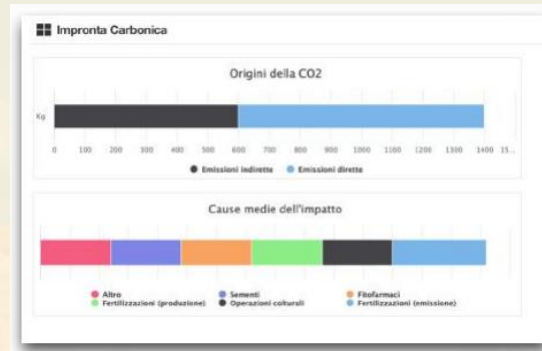 Impronta Carbonica
Origini della CO2
Kg
0 100 200 300 400 500 600 700 800 900 1000 1100 1200 1300 1400 15...
Emissioni indirette Emissioni dirette
Cause medie dell'impatto
Altro Sementi Fitofarmaci
Fertilizzazioni (produzione) Operazioni colturali Fertilizzazioni (emissione)